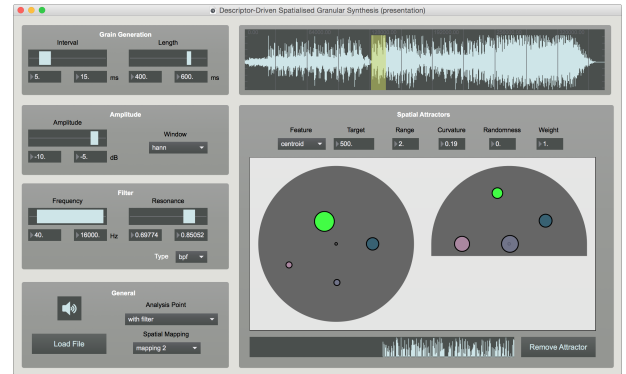 Descriptor-Driven Spatialised Granular Synthesis (presentation)
Grain Generation
Interval Length
5. 15. ms 400. 600. ms
Amplitude
Amplitude
Window
hann
-10. -5. dB
Filter
Frequency Resonance
40. 16000. Hz 0.69774 0.85052
Type bpf
General
Analysis Point
with filter
Spatial Mapping
Load File
mapping 2
Spatial Attractors
Feature Target Range Curvature Randomness Weight
centroid 500. 2. 0.19 0. 1.
Remove Attractor